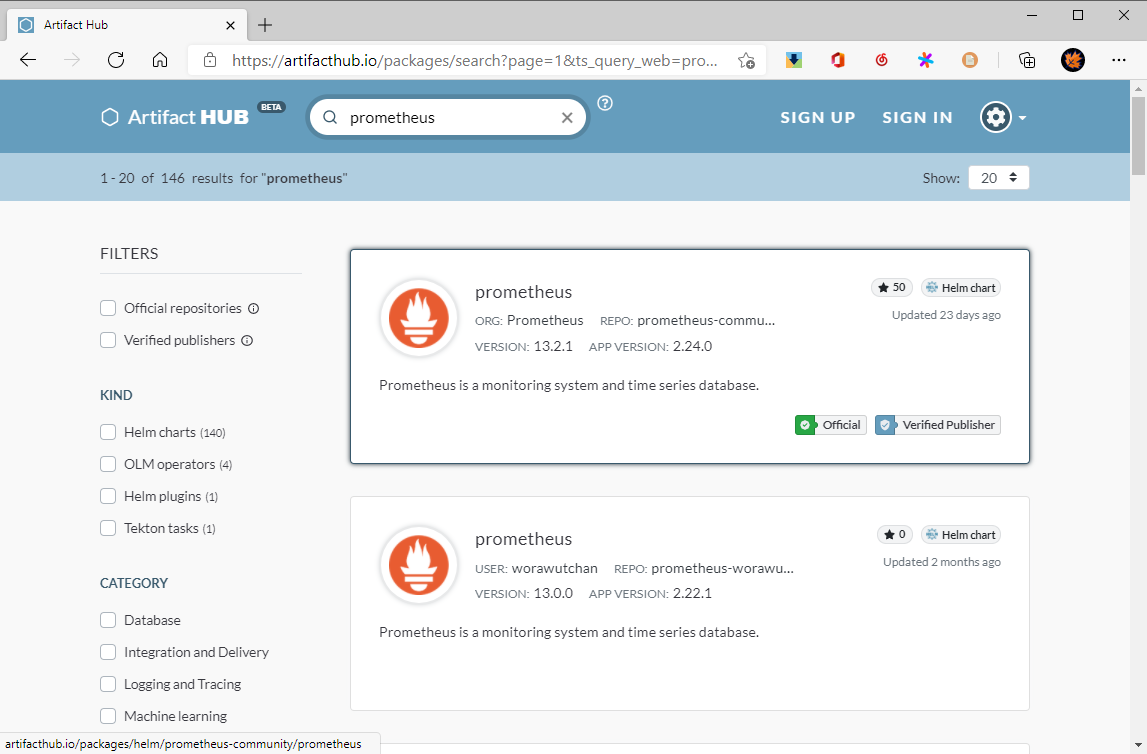 Artifact Hub
https://artifacthub.io/packages/search?page=1&ts_query_web=pro...
Artifact HUB BETA
prometheus
SIGN UP SIGN IN
1 - 20 of 146 results for "prometheus"
Show: 20
FILTERS
Official repositories
Verified publishers
KIND
Helm charts (140)
OLM operators (4)
Helm plugins (1)
Tekton tasks (1)
CATEGORY
Database
Integration and Delivery
Logging and Tracing
Machine learning
prometheus
50 Helm chart
ORG: Prometheus REPO: prometheus-commu...
Updated 23 days ago
VERSION: 13.2.1 APP VERSION: 2.24.0
Prometheus is a monitoring system and time series database.
Official Verified Publisher
prometheus
0 Helm chart
USER: worawutchan REPO: prometheus-worawu...
Updated 2 months ago
VERSION: 13.0.0 APP VERSION: 2.22.1
Prometheus is a monitoring system and time series database.
artifacthub.io/packages/helm/prometheus-community/prometheus